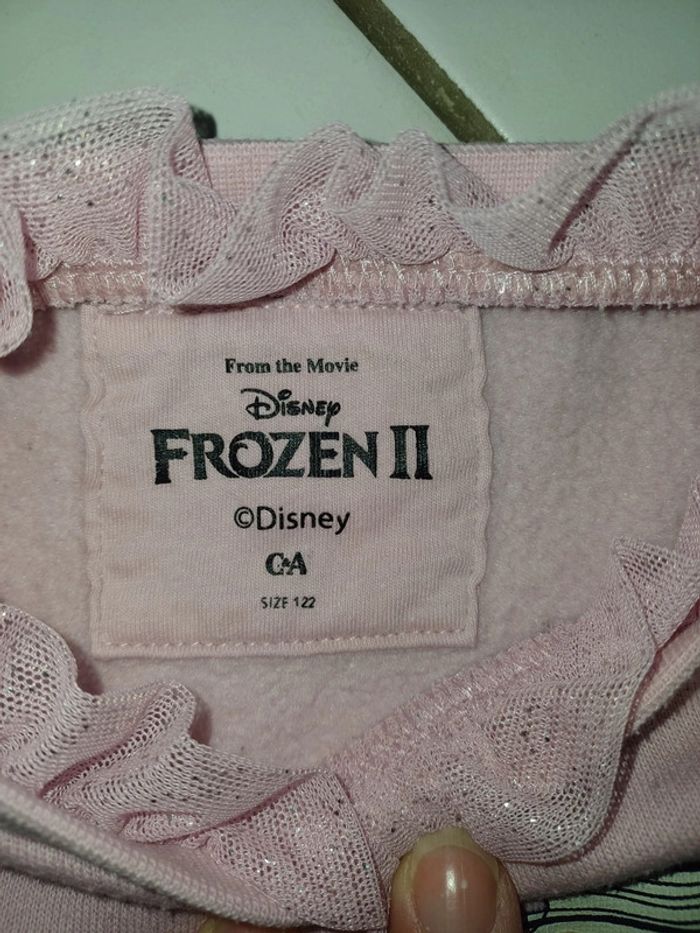 From the Movie
Disney
FROZEN II
©Disney
C&A
SIZE 122